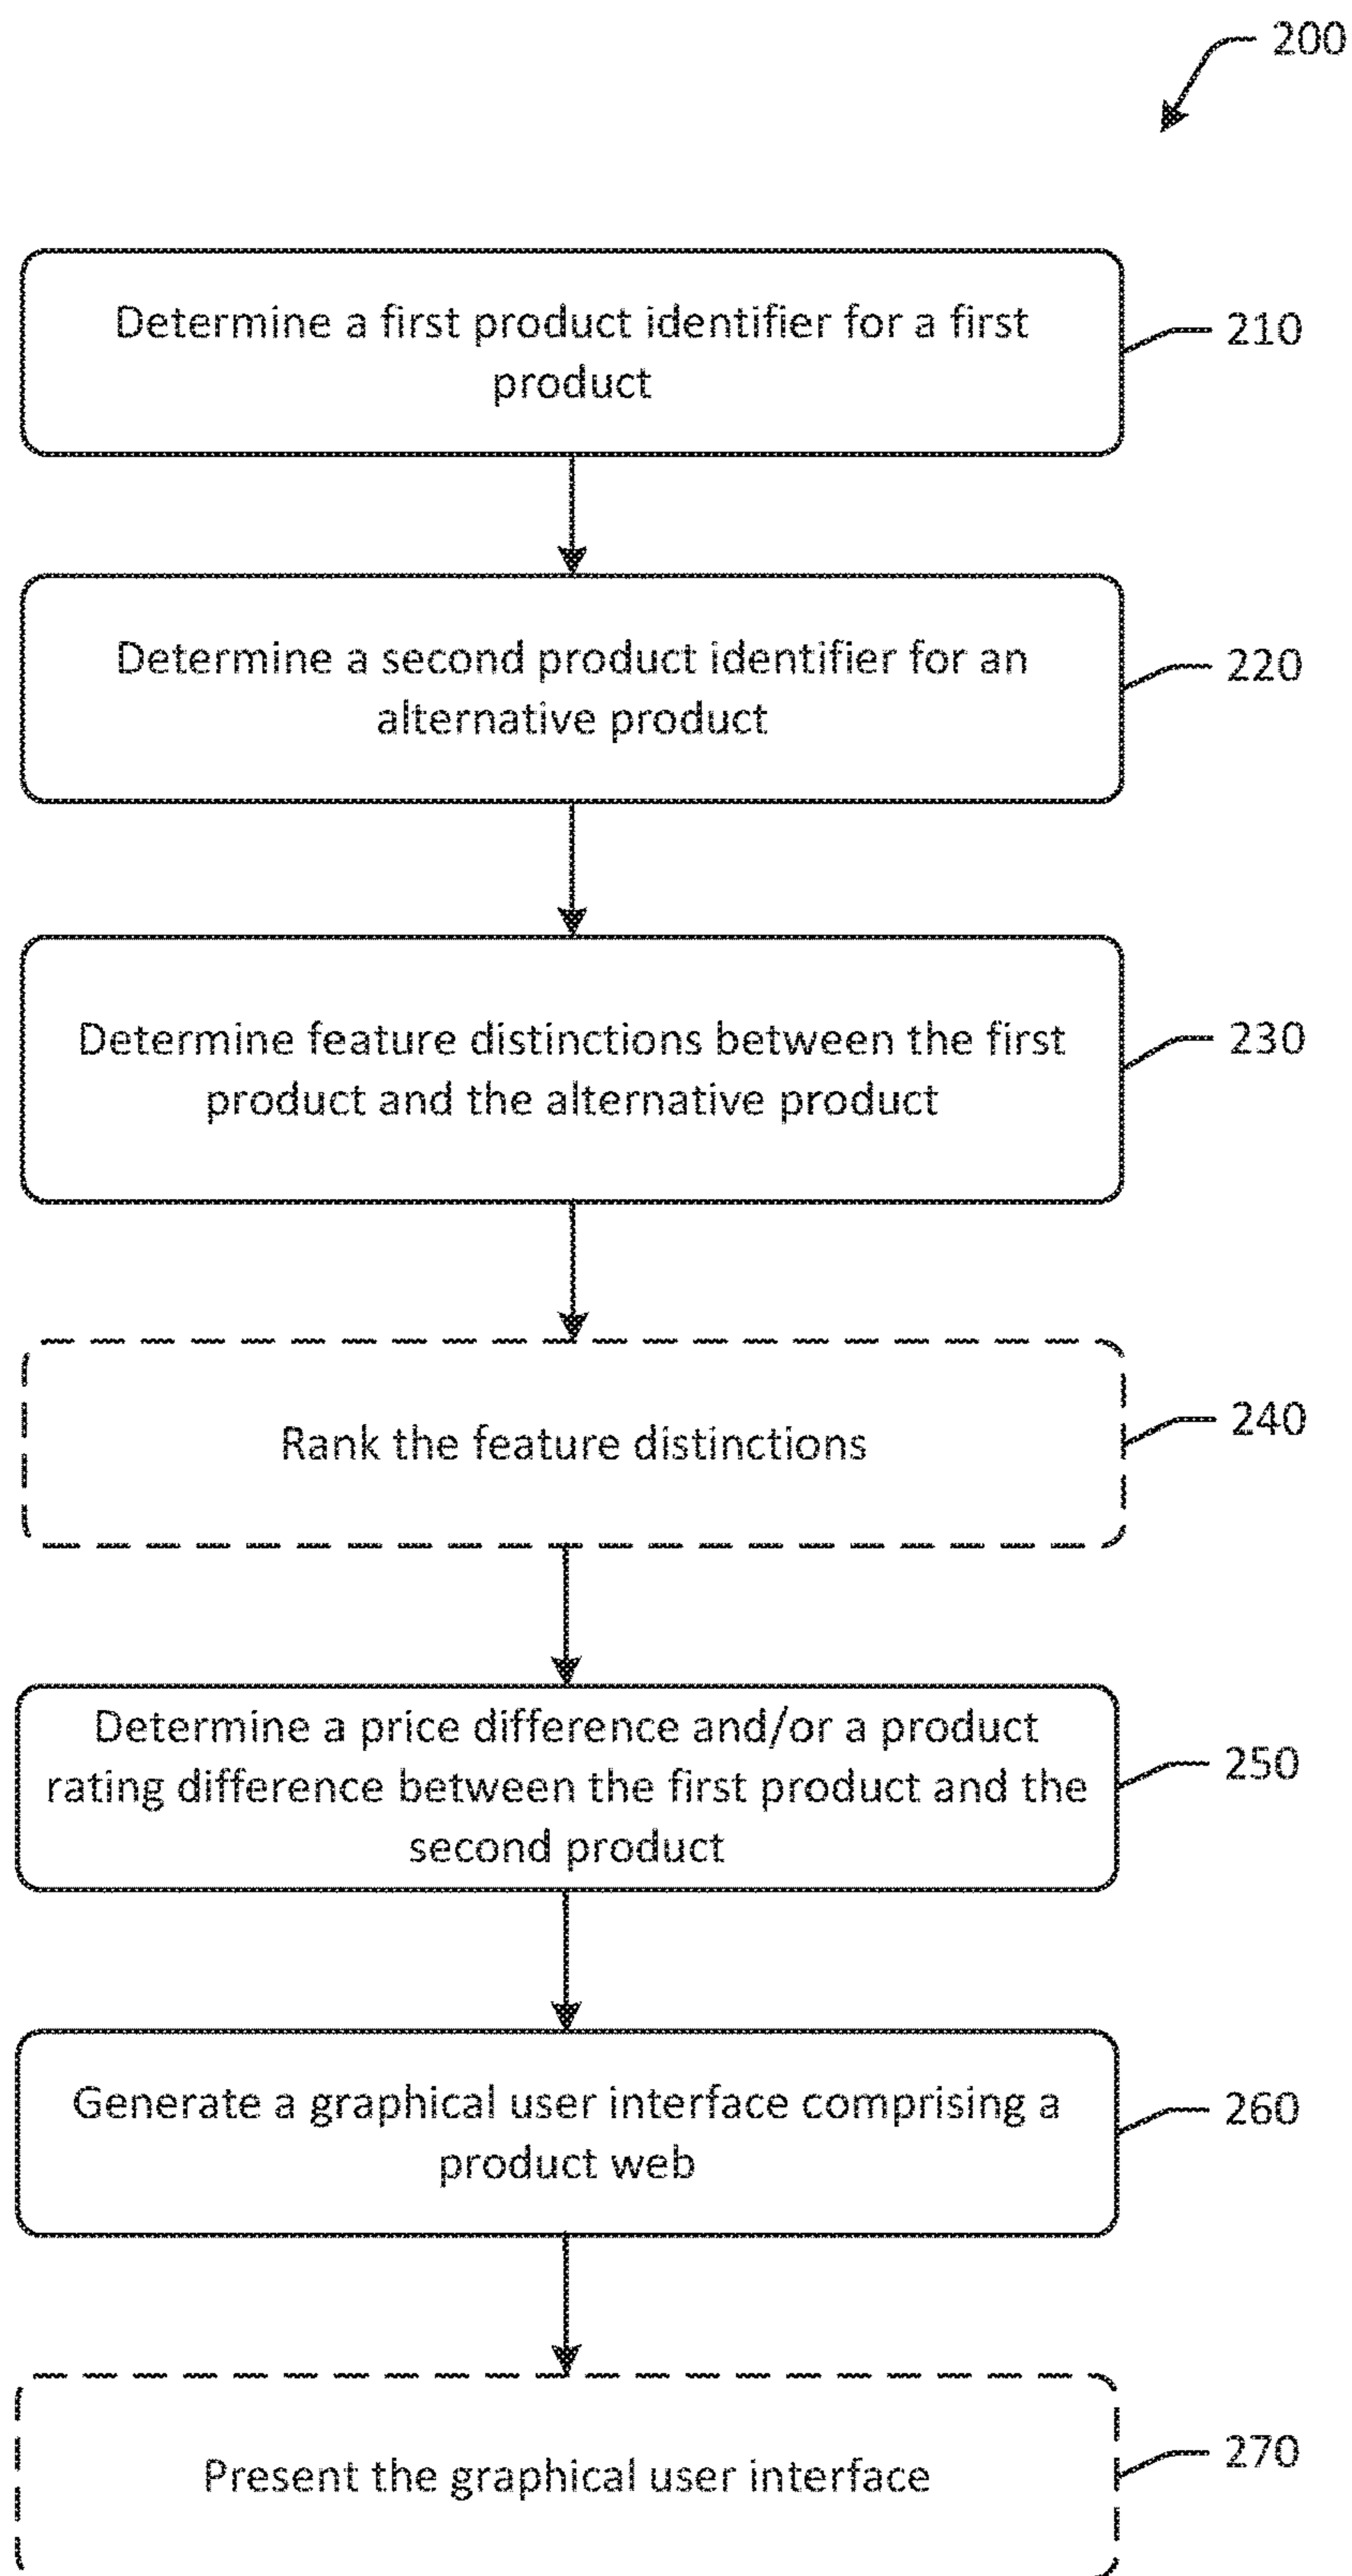 200
Determine a first product identifier for a first
product
210
Determine a second product identifier for an
alternative product
220
Determine feature distinctions between the first
product and the alternative product
230
Rank the feature distinctions
240
Determine a price difference and/or a product
rating difference between the first product and the
second product
250
Generate a graphical user interface comprising a
product web
260
Present the graphical user interface
270